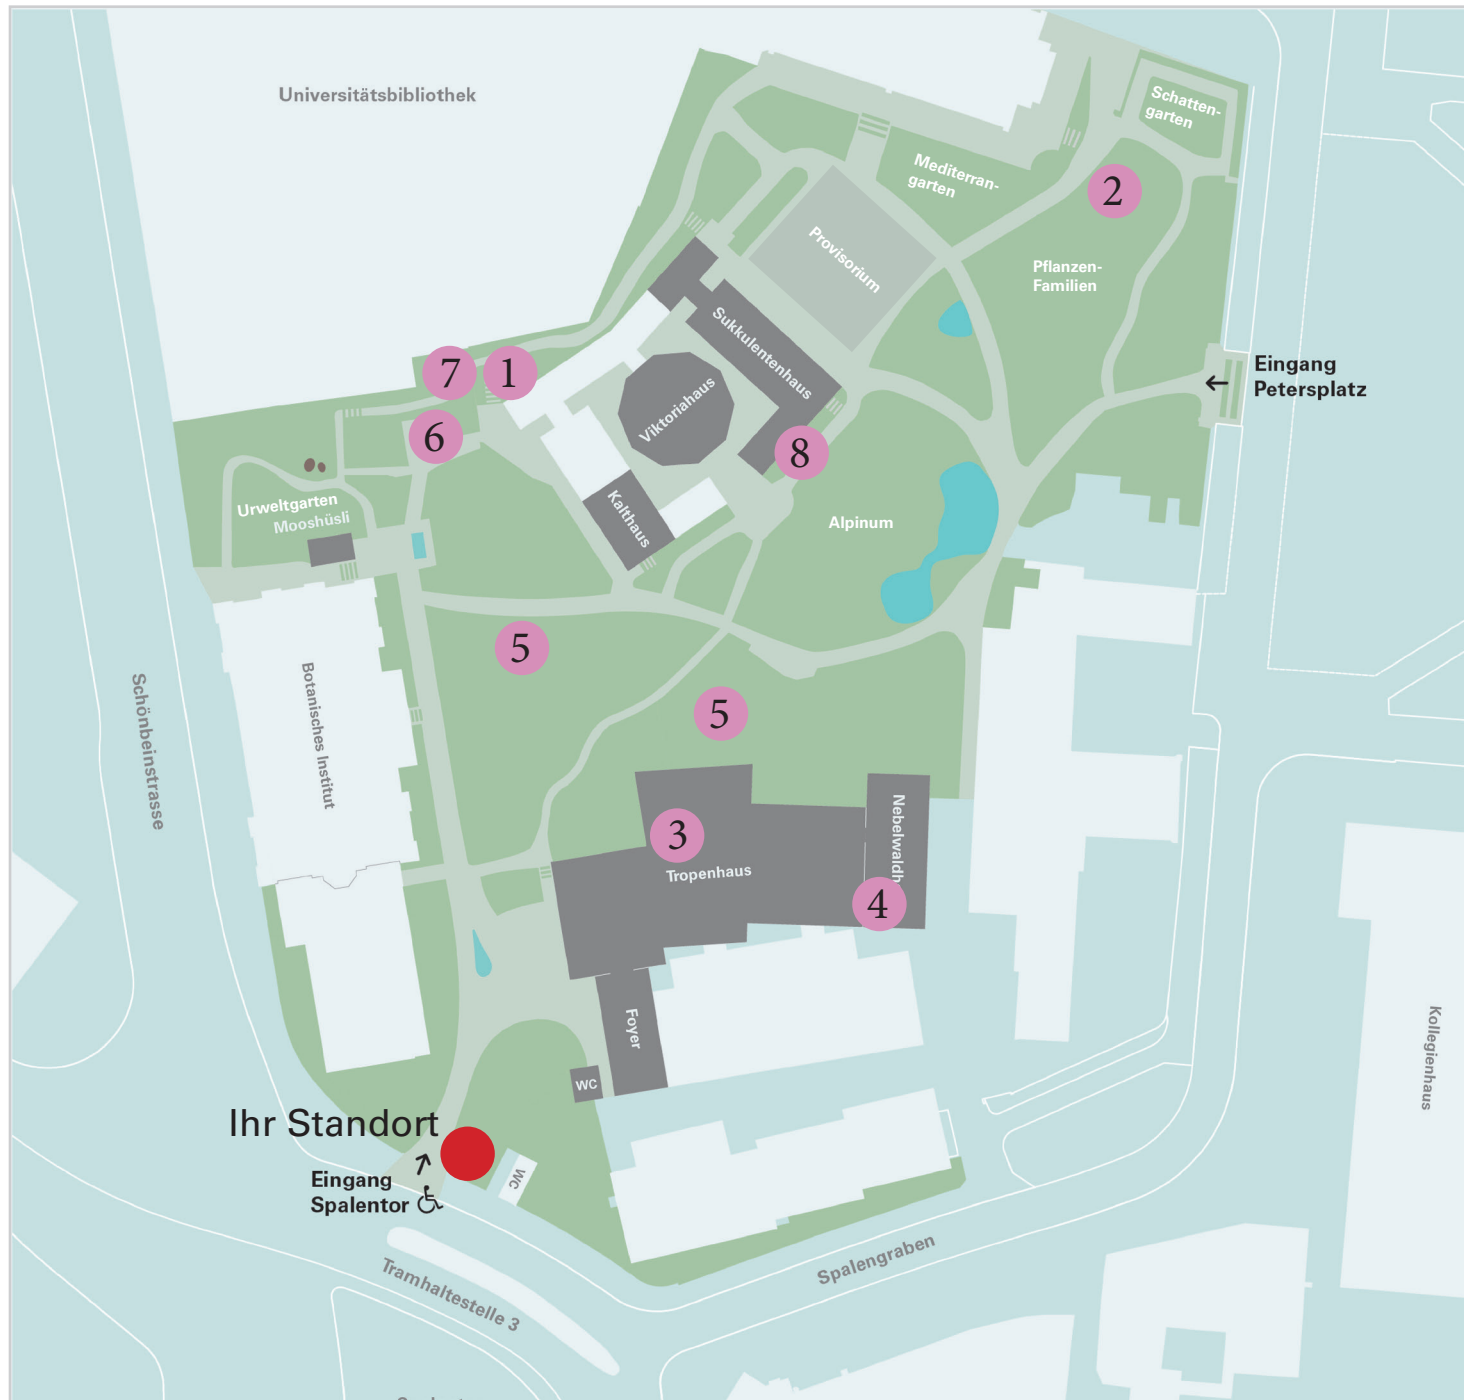 Universitätsbibliothek
Schatten-
garten
Mediterran-
garten
2
Provisorium
Pflanzen-
Familien
Sukkulentenhaus
7
1
Eingang
Petersplatz
Viktoriahaus
6
8
Urweltgarten
Mooshüsli
Kalthaus
Alpinum
5
Botanisches Institut
Schönbeinstrasse
5
3
Tropenhaus
Nebelwaldh
4
Foyer
Kollegienhaus
WC
Ihr Standort
Eingang
Spalentor
WC
Spalengraben
Tramhaltestelle 3